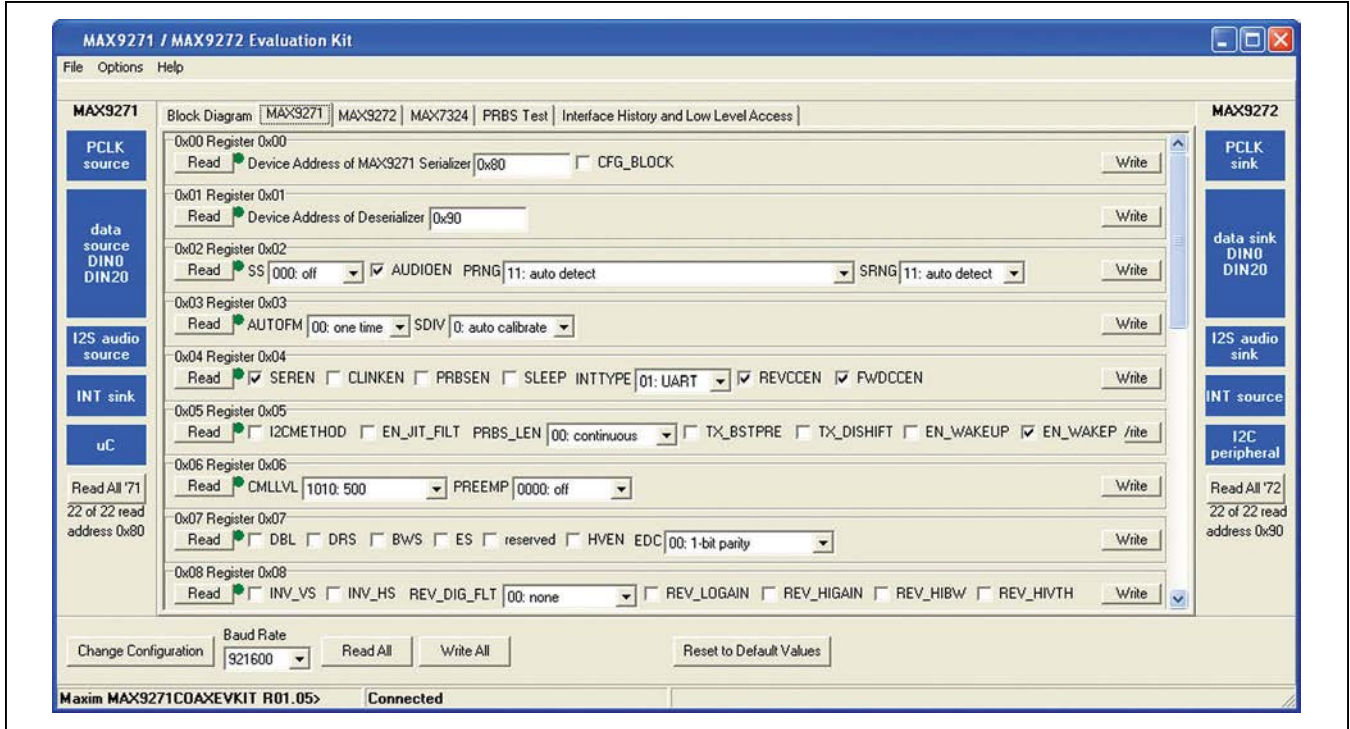 MAX9271 / MAX9272 Evaluation Kit
File Options Help
MAX9271
Block Diagram MAX9271 MAX9272 MAX7324 PRBS Test Interface History and Low Level Access
MAX9272
PCLK
source
data
source
DIN0
DIN20
I2S audio
source
INT sink
uC
Read All '71
22 of 22 read
address 0x80
0x00 Register 0x00
Read Device Address of MAX9271 Serializer 0x80 CFG_BLOCK Write
0x01 Register 0x01
Read Device Address of Deserializer 0x90 Write
0x02 Register 0x02
Read SS 000: off AUDIOEN PRNG 11: auto detect SRNG 11: auto detect Write
0x03 Register 0x03
Read AUTOFM 00: one time SDIV 0: auto calibrate Write
0x04 Register 0x04
Read SEREN CLINKEN PRBSEN SLEEP INTTYPE 01: UART REVCCEN FWDCCEN Write
0x05 Register 0x05
Read I2CMETHOD EN_JIT_FILT PRBS_LEN 00: continuous TX_BSTPRE TX_DISHIFT EN_WAKEUP EN_WAKEP /rite
0x06 Register 0x06
Read CMLLVL 1010: 500 PREEMP 0000: off Write
0x07 Register 0x07
Read DBL DRS BWS ES reserved HVEN EDC 00: 1-bit parity Write
0x08 Register 0x08
Read INV_VS INV_HS REV_DIG_FLT 00: none REV_LOGAIN REV_HIGAIN REV_HIBW REV_HIVTH Write
PCLK
sink
data sink
DIN0
DIN20
I2S audio
sink
INT source
I2C
peripheral
Read All '72
22 of 22 read
address 0x90
Change Configuration
Baud Rate
921600
Read All
Write All
Reset to Default Values
Maxim MAX9271COAXEVKIT R01.05> Connected